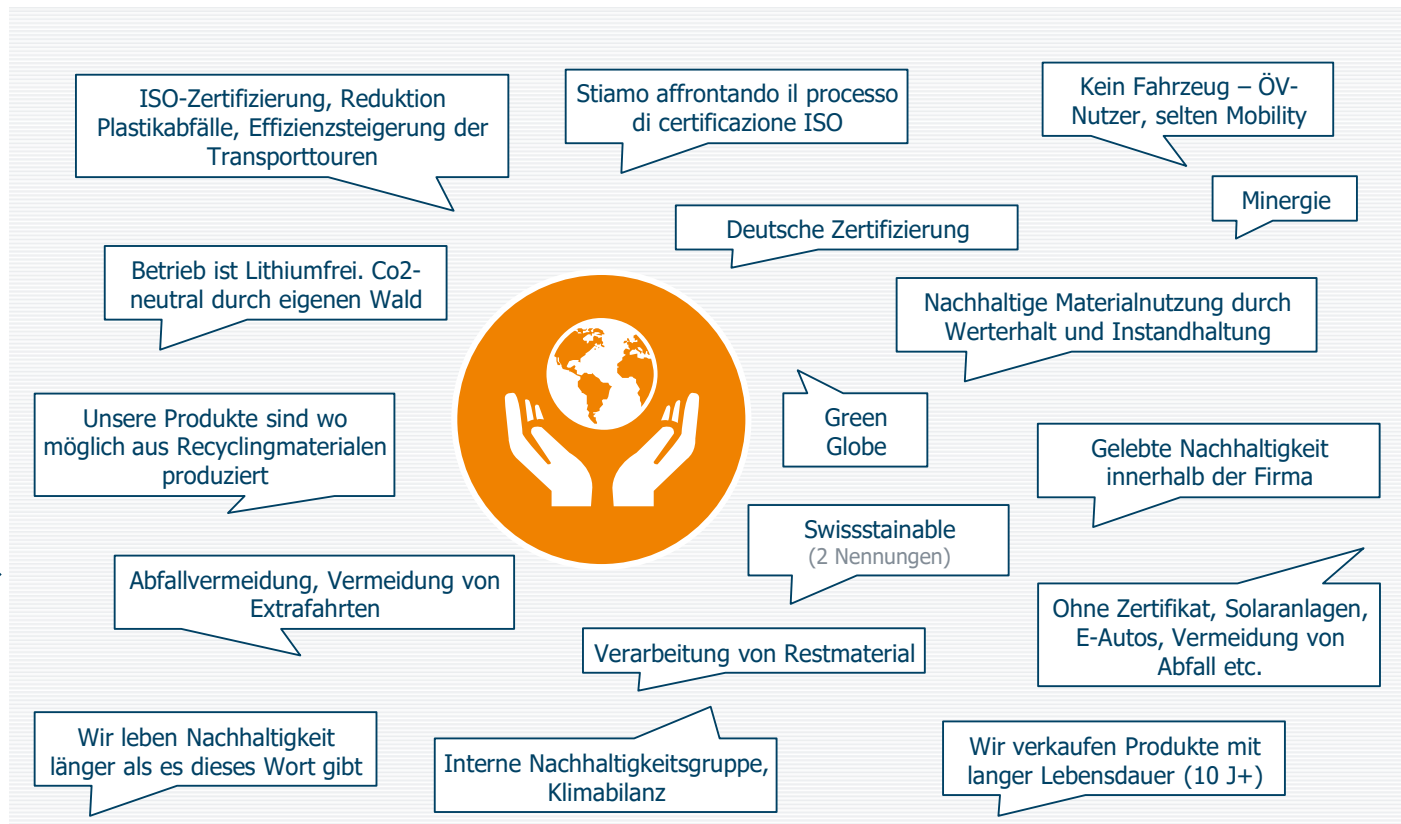 ISO-Zertifizierung, Reduktion
Plastikabfälle, Effizienzsteigerung der
Transporttouren
Stiamo affrontando il processo
di certificazione ISO
Kein Fahrzeug – ÖV-
Nutzer, selten Mobility
Minergie
Deutsche Zertifizierung
Betrieb ist Lithiumfrei. Co2-
neutral durch eigenen Wald
Nachhaltige Materialnutzung durch
Werterhalt und Instandhaltung
Unsere Produkte sind wo
möglich aus Recyclingmaterialen
produziert
Green
Globe
Gelebte Nachhaltigkeit
innerhalb der Firma
Swissstainable
(2 Nennungen)
Abfallvermeidung, Vermeidung von
Extrafahrten
Ohne Zertifikat, Solaranlagen,
E-Autos, Vermeidung von
Abfall etc.
Verarbeitung von Restmaterial
Wir leben Nachhaltigkeit
länger als es dieses Wort gibt
Interne Nachhaltigkeitsgruppe,
Klimabilanz
Wir verkaufen Produkte mit
langer Lebensdauer (10 J+)